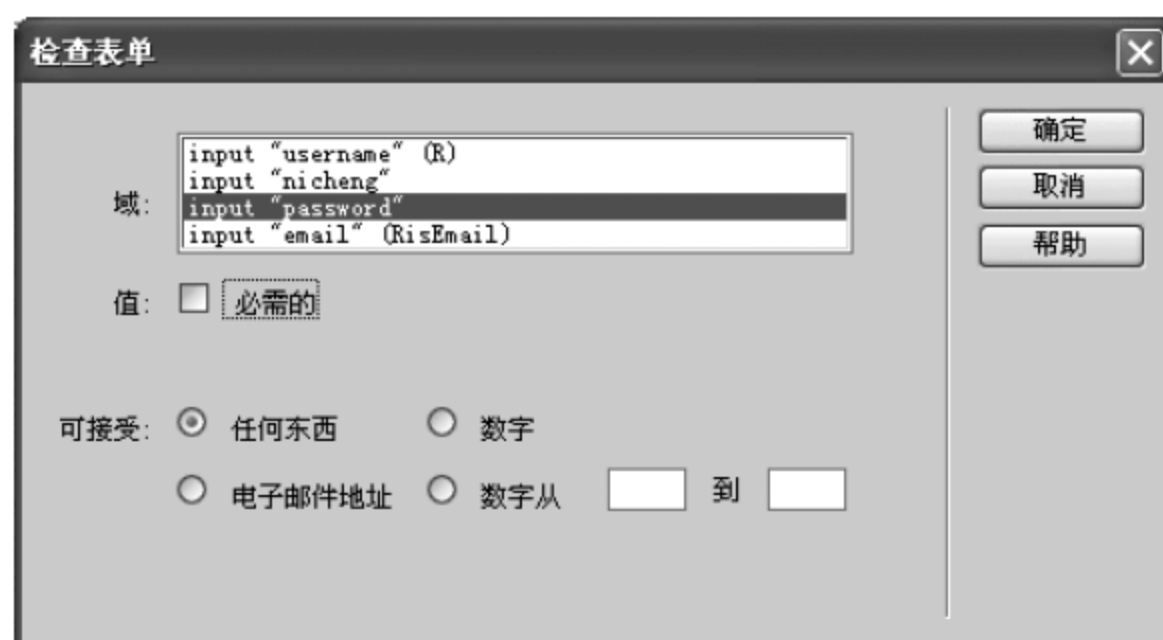 检查表单
域:
input "username" (R)
input "nicheng"
input "password"
input "email" (RisEmail)
值: 必需的
可接受: 任何东西 数字
电子邮件地址 数字从 到
确定
取消
帮助